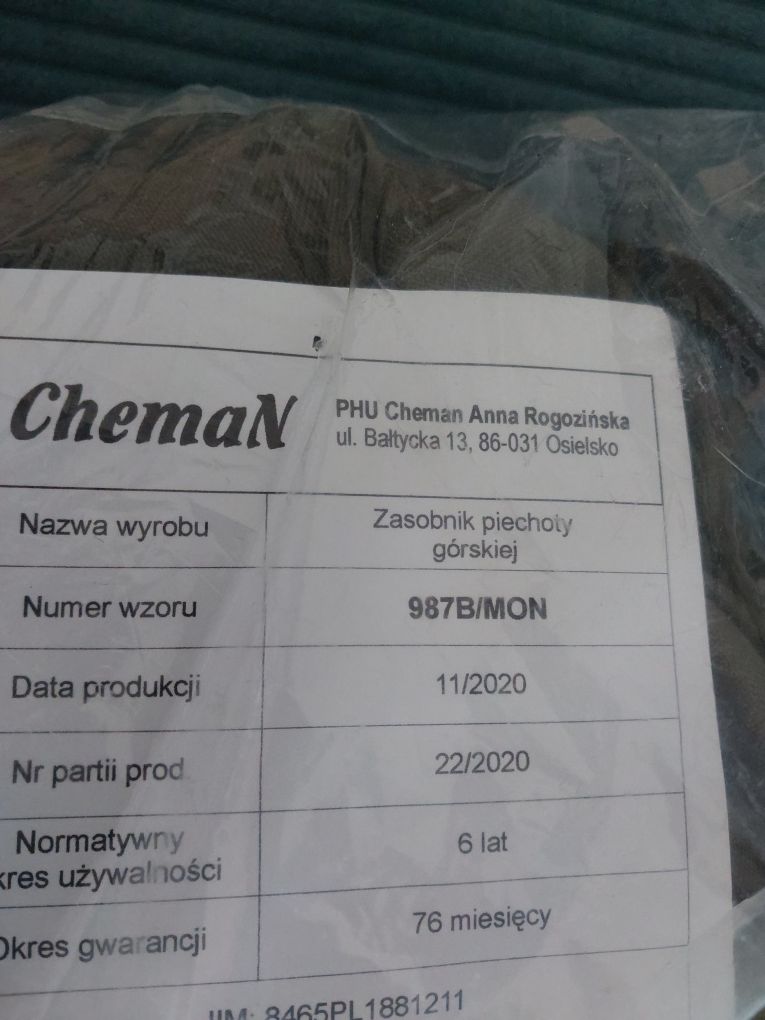 ChemaN
PHU Cheman Anna Rogozińska
ul. Bałtycka 13, 86-031 Osielsko
Nazwa wyrobu
Zasobnik piechoty
górskiej
Numer wzoru
987B/MON
Data produkcji
11/2020
Nr partii prod.
22/2020
Normatywny
kres używalności
6 lat
Okres gwarancji
76 miesięcy
JIM: 8465PL1881211